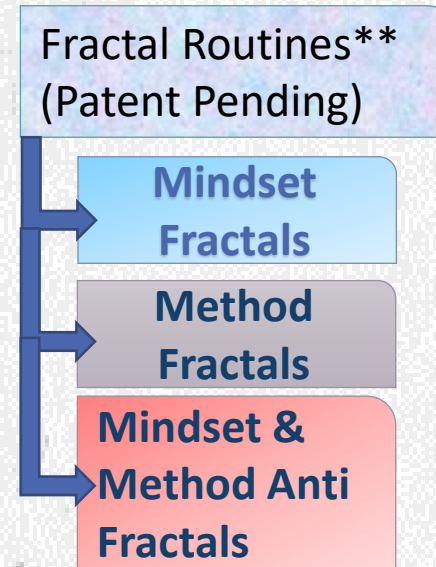 Fractal Routines**
(Patent Pending)
Mindset
Fractals
Method
Fractals
Mindset &
Method Anti
Fractals